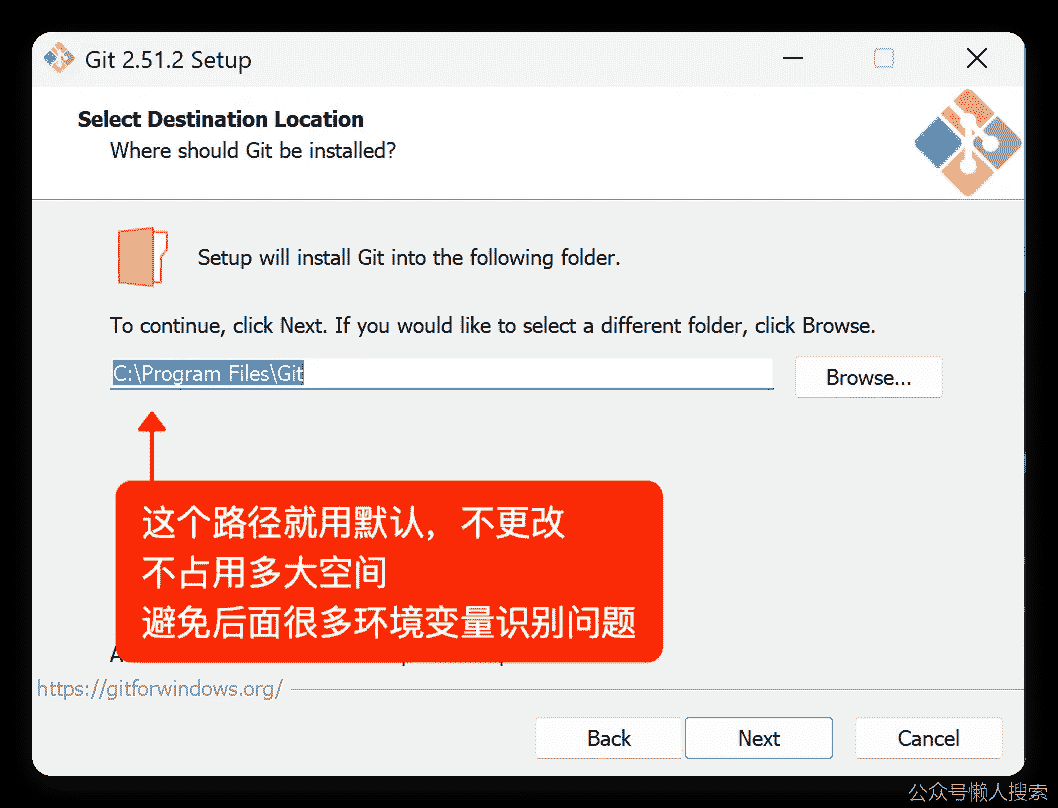 Git 2.51.2 Setup
Select Destination Location
Where should Git be installed?
Setup will install Git into the following folder.
To continue, click Next. If you would like to select a different folder, click Browse.
C:\Program Files\Git
Browse...
这个路径就用默认，不更改
不占用多大空间
避免后面很多环境变量识别问题
https://gitforwindows.org/
Back
Next
Cancel
公众号懒人搜索